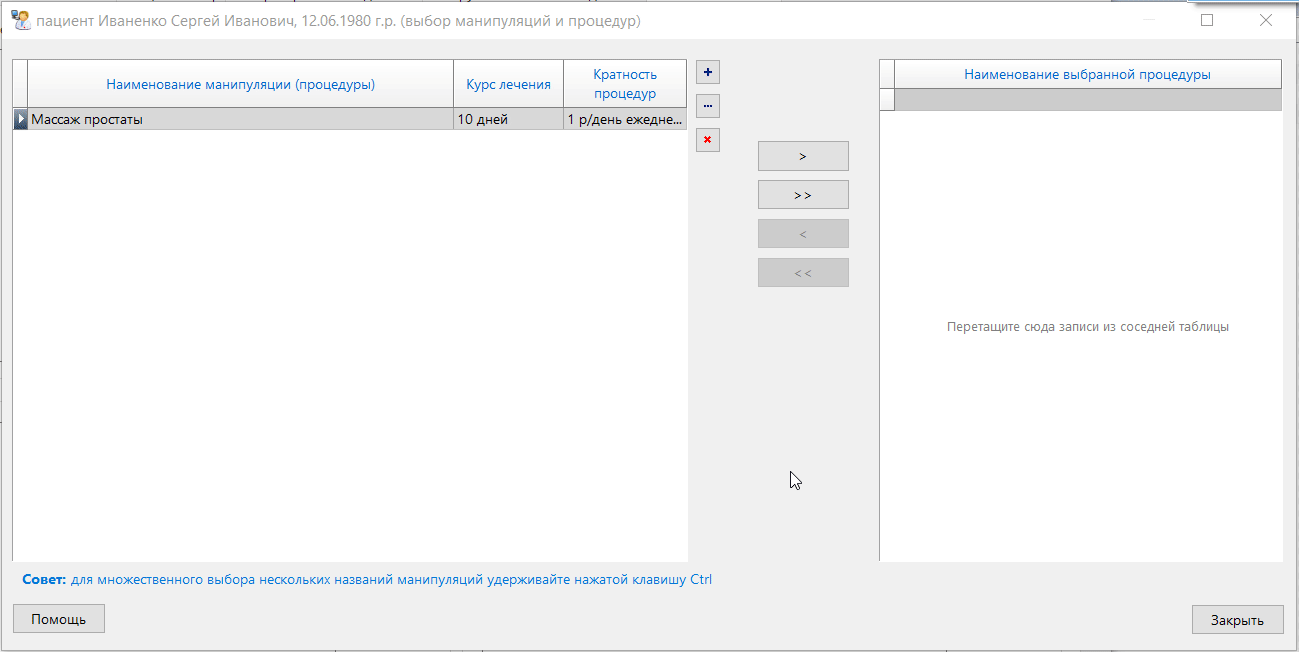 пациент Иваненко Сергей Иванович, 12.06.1980 г.р. (выбор манипуляций и процедур)
Наименование манипуляции (процедуры)
Курс лечения
Кратность
процедур
Массаж простаты
10 дней
1 р/день ежедне...
+
...
×
>
>>
<
<<
Наименование выбранной процедуры
Перетащите сюда записи из соседней таблицы
Совет: для множественного выбора нескольких названий манипуляций удерживайте нажатой клавишу Ctrl
Помощь
Закрыть